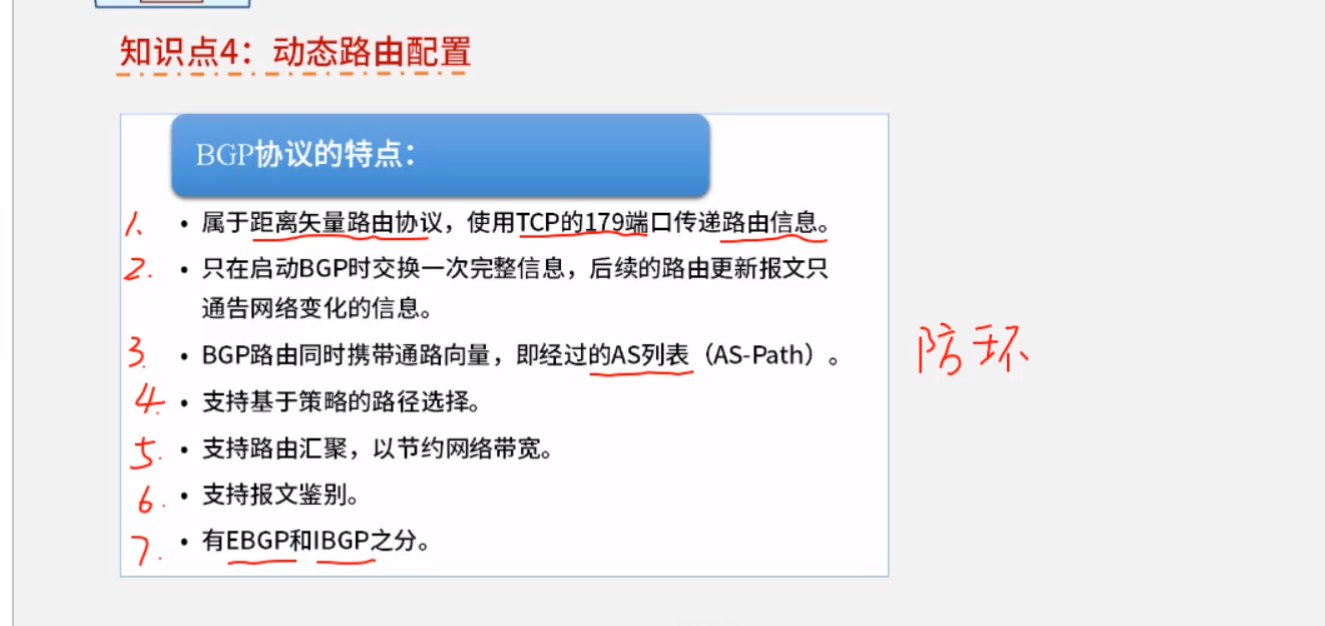 知识点4：动态路由配置
BGP协议的特点：
1. • 属于距离矢量路由协议，使用TCP的179端口传递路由信息。
2. • 只在启动BGP时交换一次完整信息，后续的路由更新报文只
通告网络变化的信息。
3. • BGP路由同时携带通路向量，即经过的AS列表（AS-Path）。
防环
4. • 支持基于策略的路径选择。
5. • 支持路由汇聚，以节约网络带宽。
6. • 支持报文鉴别。
7. • 有EBGP和IBGP之分。